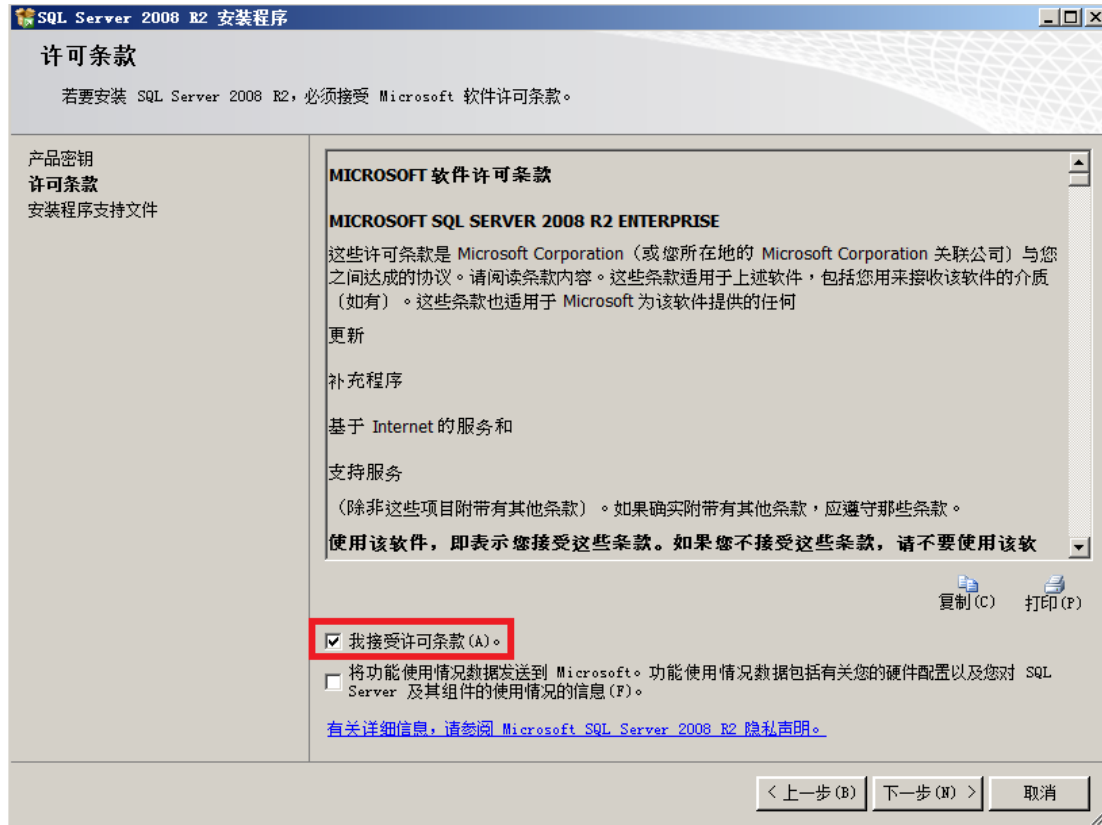 SQL Server 2008 R2 安装程序
许可条款
若要安装 SQL Server 2008 R2，必须接受 Microsoft 软件许可条款。
产品密钥
许可条款
安装程序支持文件
MICROSOFT 软件许可条款
MICROSOFT SQL SERVER 2008 R2 ENTERPRISE
这些许可条款是 Microsoft Corporation（或您所在地的 Microsoft Corporation 关联公司）与您
之间达成的协议。请阅读条款内容。这些条款适用于上述软件，包括您用来接收该软件的介质
（如有）。这些条款也适用于 Microsoft 为该软件提供的任何
更新
补充程序
基于 Internet 的服务和
支持服务
（除非这些项目附带有其他条款）。如果确实附带有其他条款，应遵守那些条款。
使用该软件，即表示您接受这些条款。如果您不接受这些条款，请不要使用该软
复制(C) 打印(P)
我接受许可条款(A)。
将功能使用情况数据发送到 Microsoft。功能使用情况数据包括有关您的硬件配置以及您对 SQL
Server 及其组件的使用情况的信息(F)。
有关详细信息，请参阅 Microsoft SQL Server 2008 R2 隐私声明。
< 上一步(B) 下一步(N) > 取消